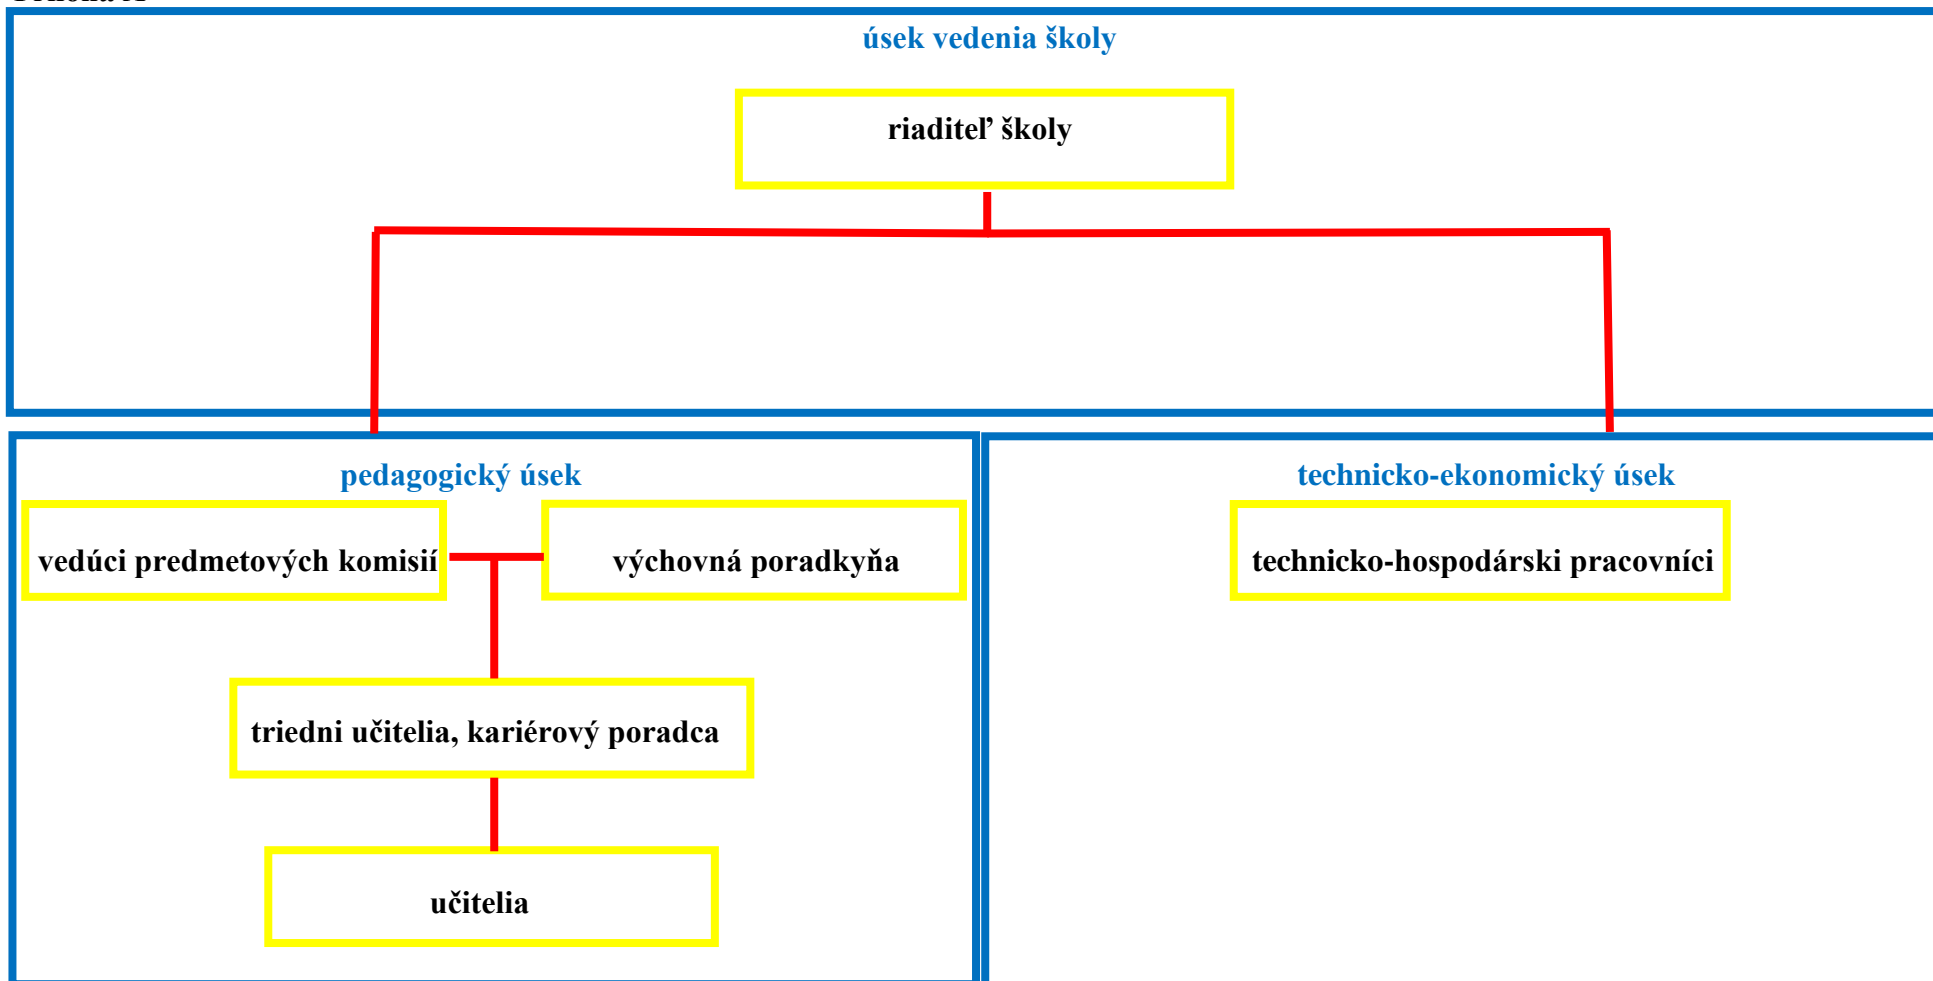 úsek vedenia školy
riaditeľ školy
pedagogický úsek
technicko-ekonomický úsek
vedúci predmetových komisií
výchovná poradkyňa
technicko-hospodárski pracovníci
triedni učitelia, kariérový poradca
učitelia